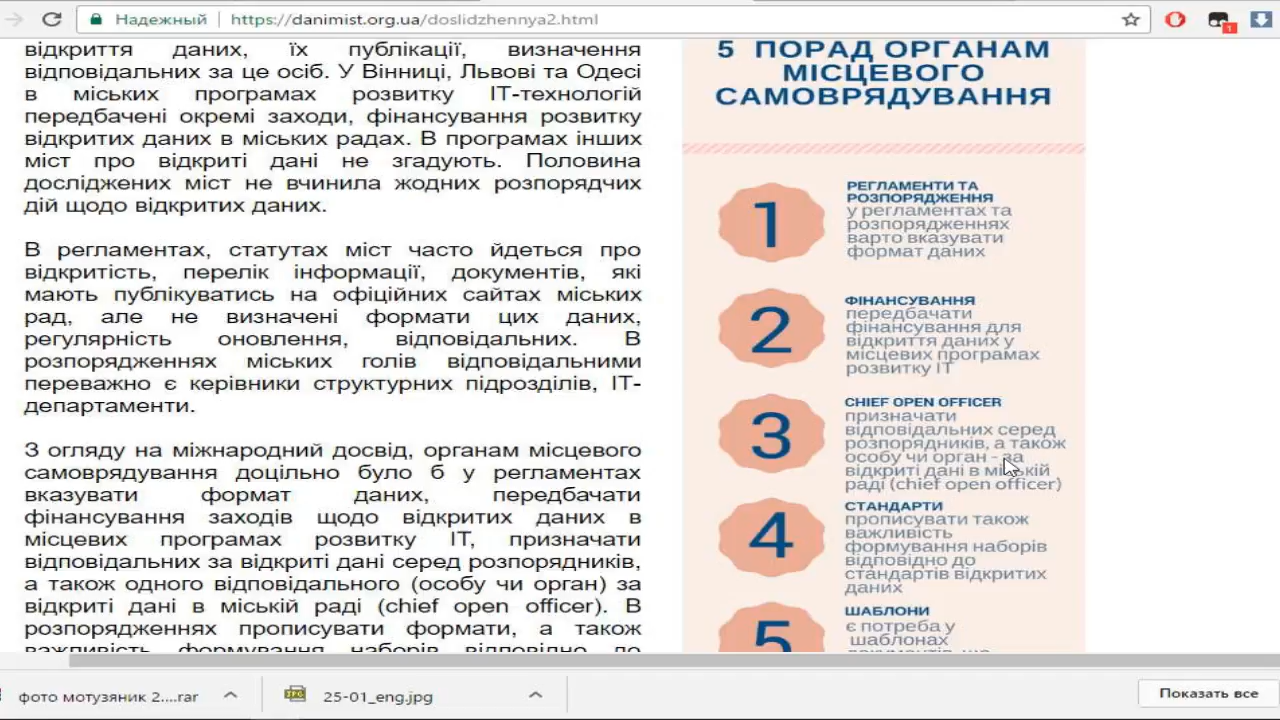 Надежный
https://danimist.org.ua/doslidzhennya2.html
1
відкриття даних, їх публікації, визначення
відповідальних за це осіб. У Вінниці, Львові та Одесі
в міських програмах розвитку ІТ-технологій
передбачені окремі заходи, фінансування розвитку
відкритих даних в міських радах. В програмах інших
міст про відкриті дані не згадують. Половина
досліджених міст не вчинила жодних розпорядчих
дій щодо відкритих даних.
В регламентах, статутах міст часто йдеться про
відкритість, перелік інформації, документів, які
мають публікуватись на офіційних сайтах міських
рад, але не визначені формати цих даних,
регулярність оновлення, відповідальних. В
розпорядженнях міських голів відповідальними
переважно є керівники структурних підрозділів, ІТ-
департаменти.
З огляду на міжнародний досвід, органам місцевого
самоврядування доцільно було б у регламентах
вказувати формат даних, передбачати
фінансування заходів щодо відкритих даних в
місцевих програмах розвитку ІТ, призначати
відповідальних за відкриті дані серед розпорядників,
а також одного відповідального (особу чи орган) за
відкриті дані в міській раді (chief open officer). В
розпорядженнях прописувати формати, а також
важливість формування наборів відповідно до
5 ПОРАД ОРГАНАМ
МІСЦЕВОГО
САМОВРЯДУВАННЯ
1
РЕГЛАМЕНТИ ТА
РОЗПОРЯДЖЕННЯ
у регламентах та
розпорядженнях
варто вказувати
формат даних
2
ФІНАНСУВАННЯ
передбачати
фінансування для
відкриття даних у
місцевих програмах
розвитку ІТ
3
CHIEF OPEN OFFICER
призначати
відповідальних серед
розпорядників, а також
особу чи орган - за
відкриті дані в міській
раді (chief open officer)
4
СТАНДАРТИ
прописувати також
важливість
формування наборів
відповідно до
стандартів відкритих
даних
5
ШАБЛОНИ
є потреба у
шаблонах
фото мотузяник 2....rar
25-01_eng.jpg
Показать все